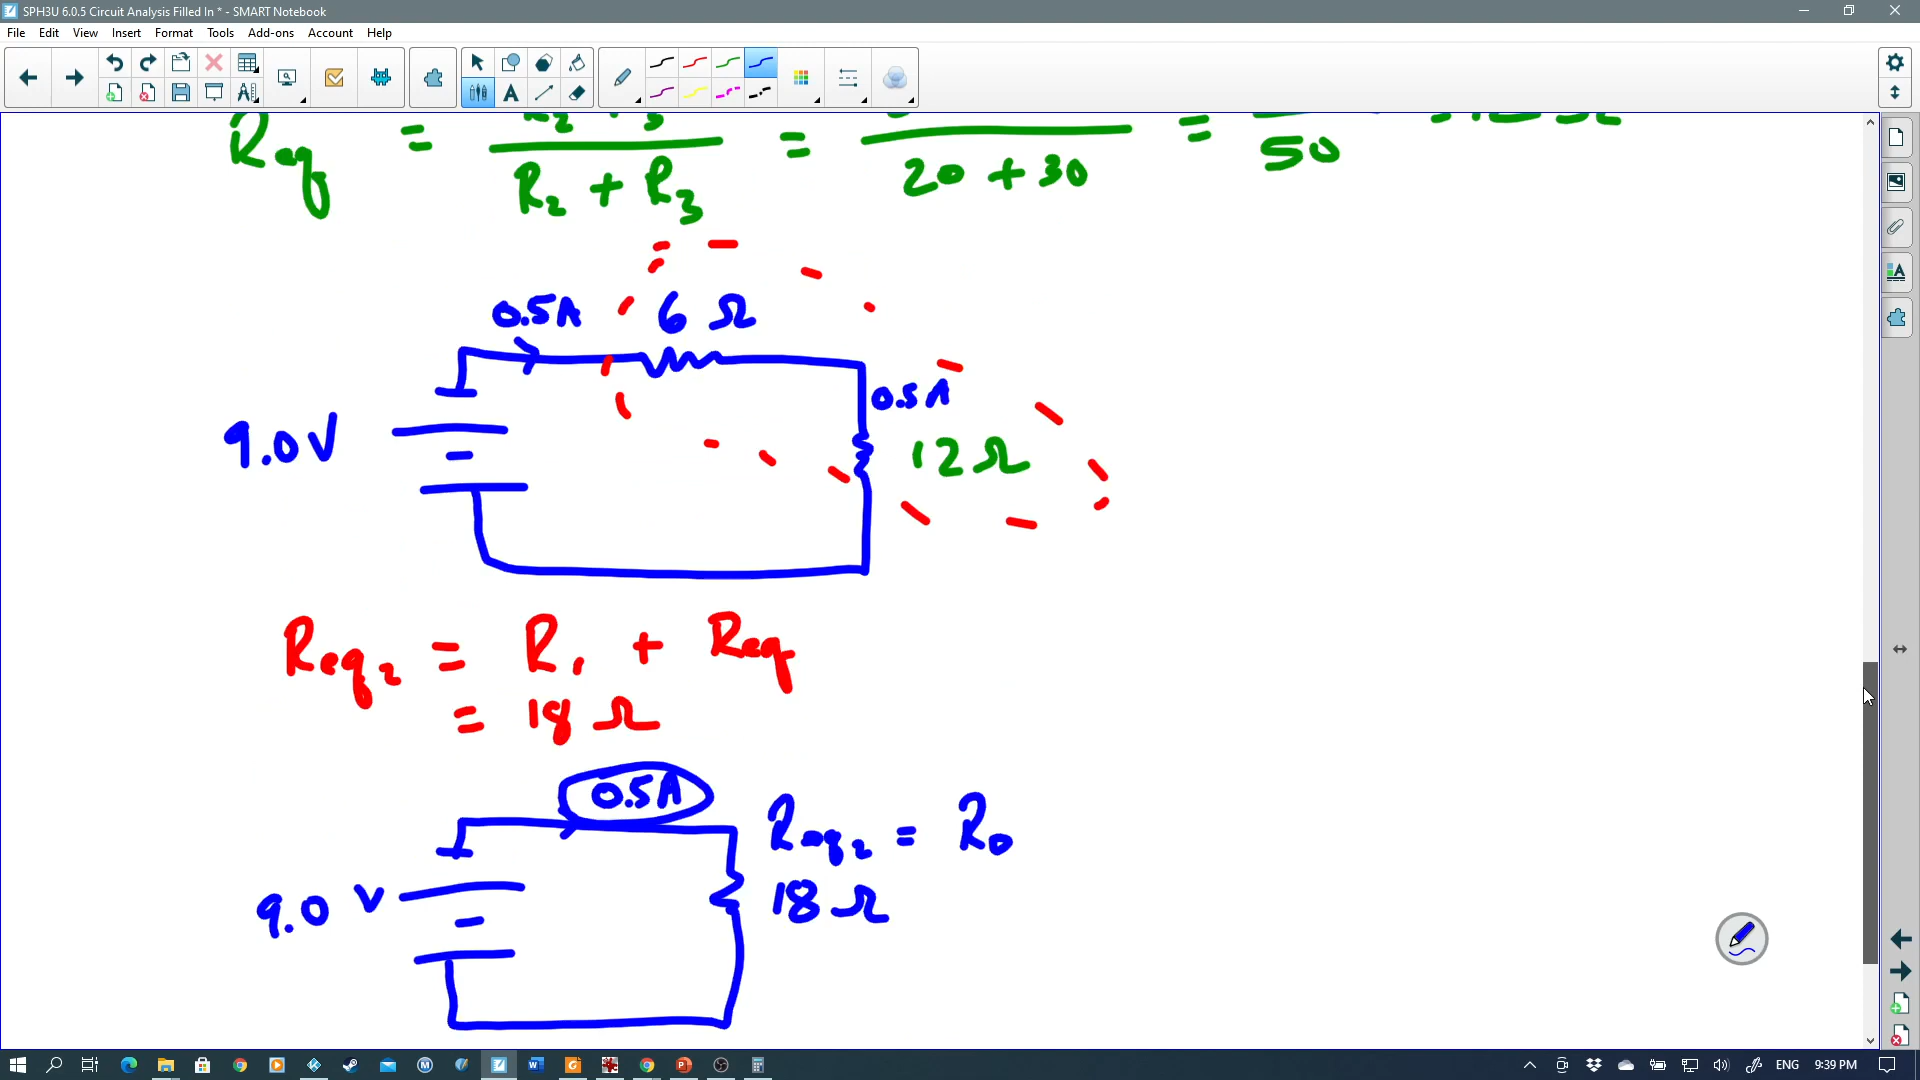 SPH3U 6.0.5 Circuit Analysis Filled In * - SMART Notebook
File Edit View Insert Format Tools Add-ons Account Help
Req = = =
R2 + R3 20 + 30 50
0.5A 6 Ω
0.5A
9.0V 12 Ω
Req2 = R1 + Req
= 18 Ω
0.5A
Req2 = R0
9.0 V 18 Ω
ENG 9:39 PM